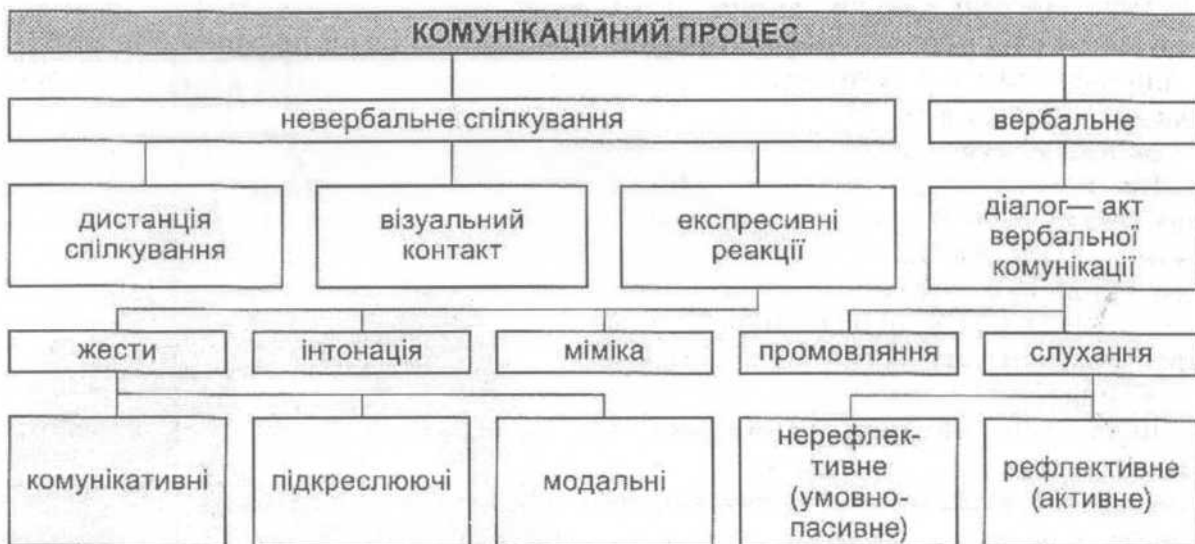 КОМУНІКАЦІЙНИЙ ПРОЦЕС
невербальне спілкування
вербальне
дистанція
спілкування
візуальний
контакт
експресивні
реакції
діалог— акт
вербальної
комунікації
жести
інтонація
міміка
промовляння
слухання
комунікативні
підкреслюючі
модальні
нерефлек-
тивне
(умовно-
пасивне)
рефлективне
(активне)